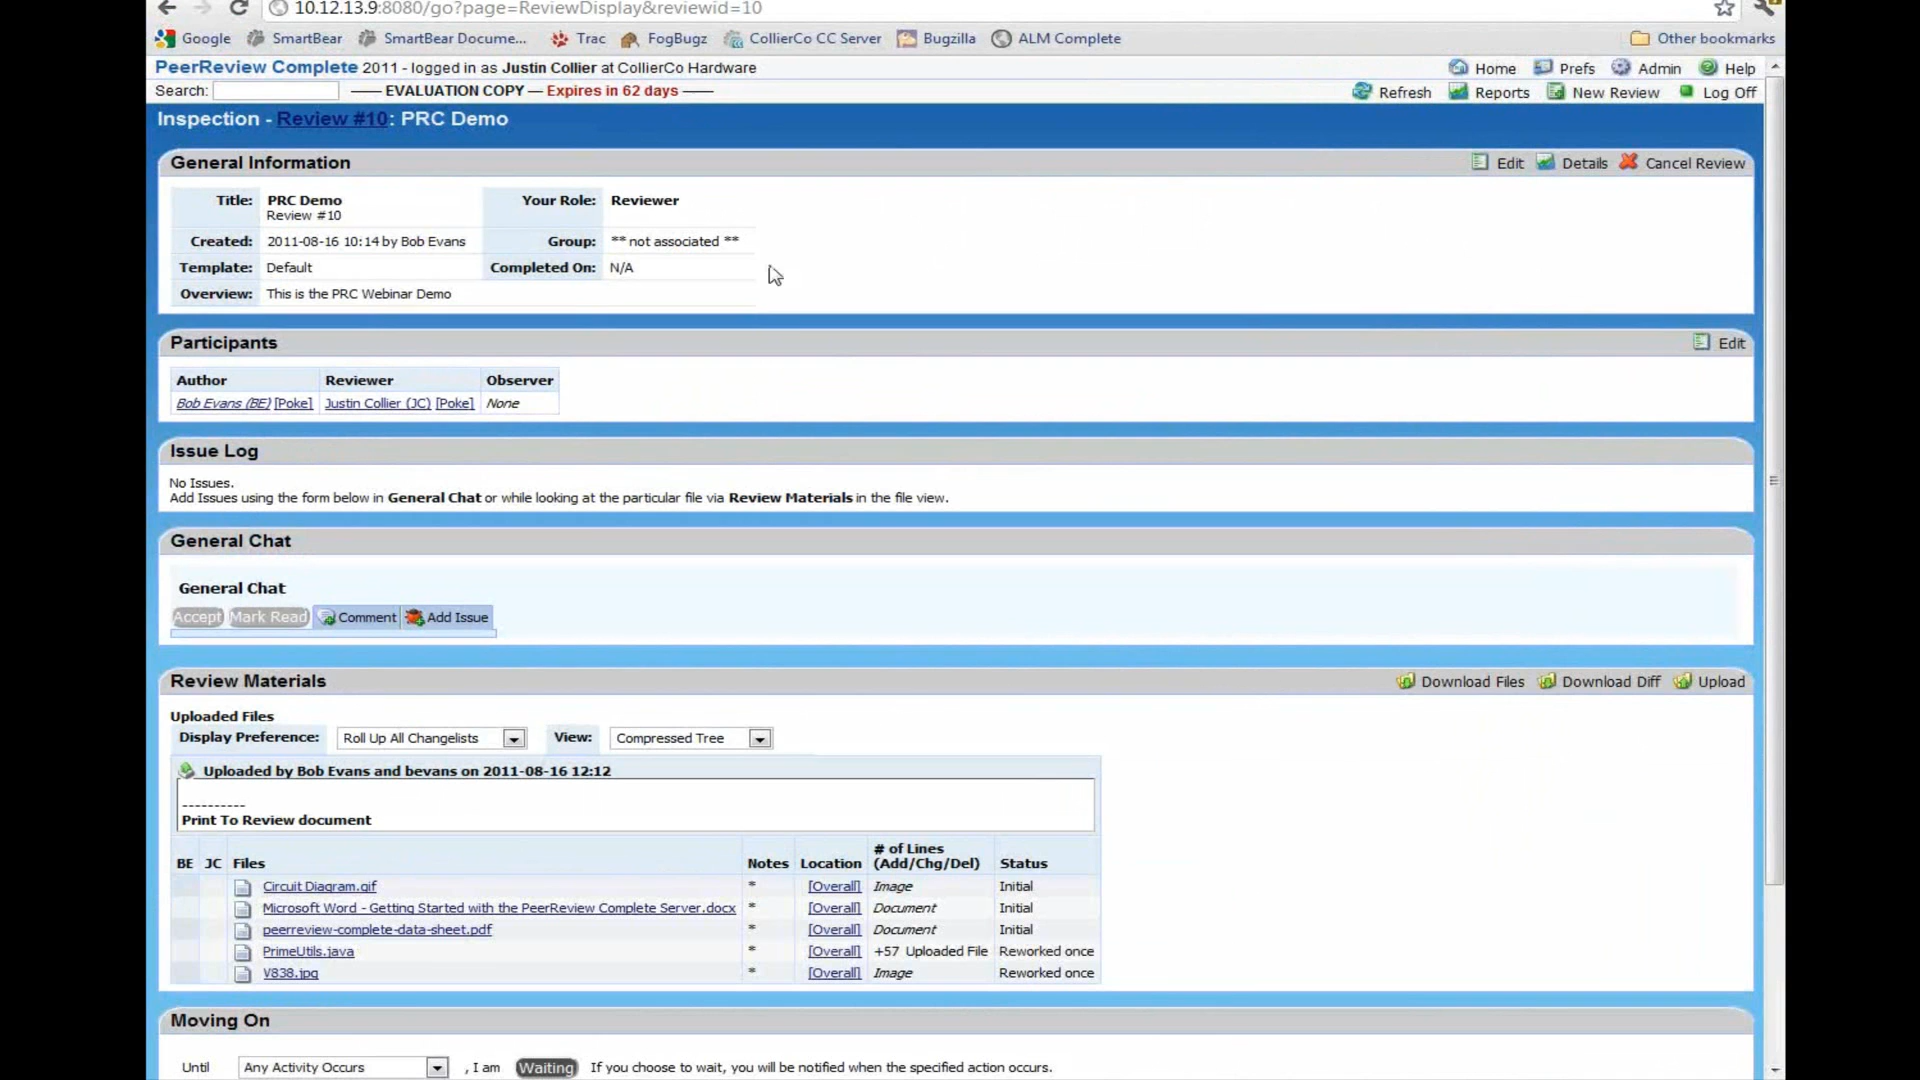 10.12.13.9:8080/go?page=ReviewDisplay&reviewid=10
Google SmartBear SmartBear Docume... Trac FogBugz CollierCo CC Server Bugzilla ALM Complete Other bookmarks
PeerReview Complete 2011 - logged in as Justin Collier at CollierCo Hardware Home Prefs Admin Help
Search: —— EVALUATION COPY — Expires in 62 days —— Refresh Reports New Review Log Off
Inspection - Review #10: PRC Demo
General Information Edit Details Cancel Review
Title: PRC Demo Your Role: Reviewer
Review #10
Created: 2011-08-16 10:14 by Bob Evans Group: ** not associated **
Template: Default Completed On: N/A
Overview: This is the PRC Webinar Demo
Participants Edit
Author Reviewer Observer
Bob Evans (BE) [Poke] Justin Collier (JC) [Poke] None
Issue Log
No Issues.
Add Issues using the form below in General Chat or while looking at the particular file via Review Materials in the file view.
General Chat
General Chat
Accept Mark Read Comment Add Issue
Review Materials Download Files Download Diff Upload
Uploaded Files
Display Preference: Roll Up All Changelists View: Compressed Tree
Uploaded by Bob Evans and bevans on 2011-08-16 12:12
----------
Print To Review document
BE JC Files Notes Location # of Lines (Add/Chg/Del) Status
Circuit Diagram.gif * [Overall] Image Initial
Microsoft Word - Getting Started with the PeerReview Complete Server.docx * [Overall] Document Initial
peerreview-complete-data-sheet.pdf * [Overall] Document Initial
PrimeUtils.java * [Overall] +57 Uploaded File Reworked once
V838.jpg * [Overall] Image Reworked once
Moving On
Until Any Activity Occurs , I am Waiting If you choose to wait, you will be notified when the specified action occurs.